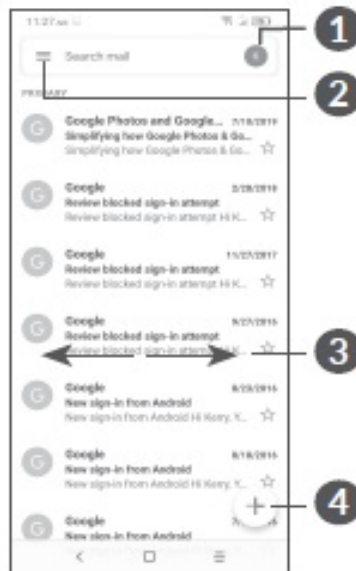 11:27 AM
1
Search mail
2
PRIMARY
G
Google Photos and Google... 7/18/2019
Simplifying how Google Photos & Go...
Simplifying how Google Photos & Go...
G
Google 2/28/2019
Review blocked sign-in attempt
Review blocked sign-in attempt Hi K...
G
Google 11/27/2017
Review blocked sign-in attempt
Review blocked sign-in attempt Hi K...
G
Google 9/27/2016
Review blocked sign-in attempt
Review blocked sign-in attempt Hi K...
3
G
Google 8/23/2016
New sign-in from Android
New sign-in from Android Hi Kerry, Y...
G
Google 8/18/2016
New sign-in from Android
New sign-in from Android Hi Kerry, Y...
4
G
Google
New sign-in from Android